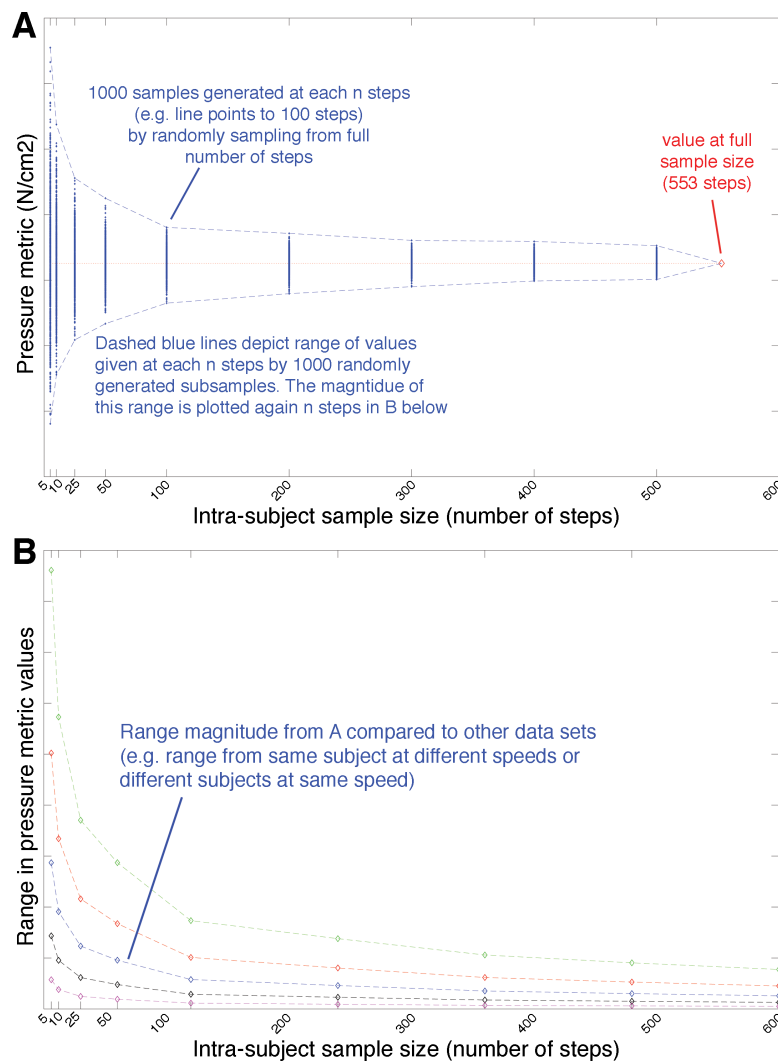 A
Pressure metric (N/cm2)
1000 samples generated at each n steps
(e.g. line points to 100 steps)
by randomly sampling from full
number of steps
value at full
sample size
(553 steps)
Dashed blue lines depict range of values
given at each n steps by 1000 randomly
generated subsamples. The magntidue of
this range is plotted again n steps in B below
5 10 25 50 100 200 300 400 500 600
Intra-subject sample size (number of steps)
B
Range in pressure metric values
Range magnitude from A compared to other data sets
(e.g. range from same subject at different speeds or
different subjects at same speed)
5 10 25 50 100 200 300 400 500 600
Intra-subject sample size (number of steps)